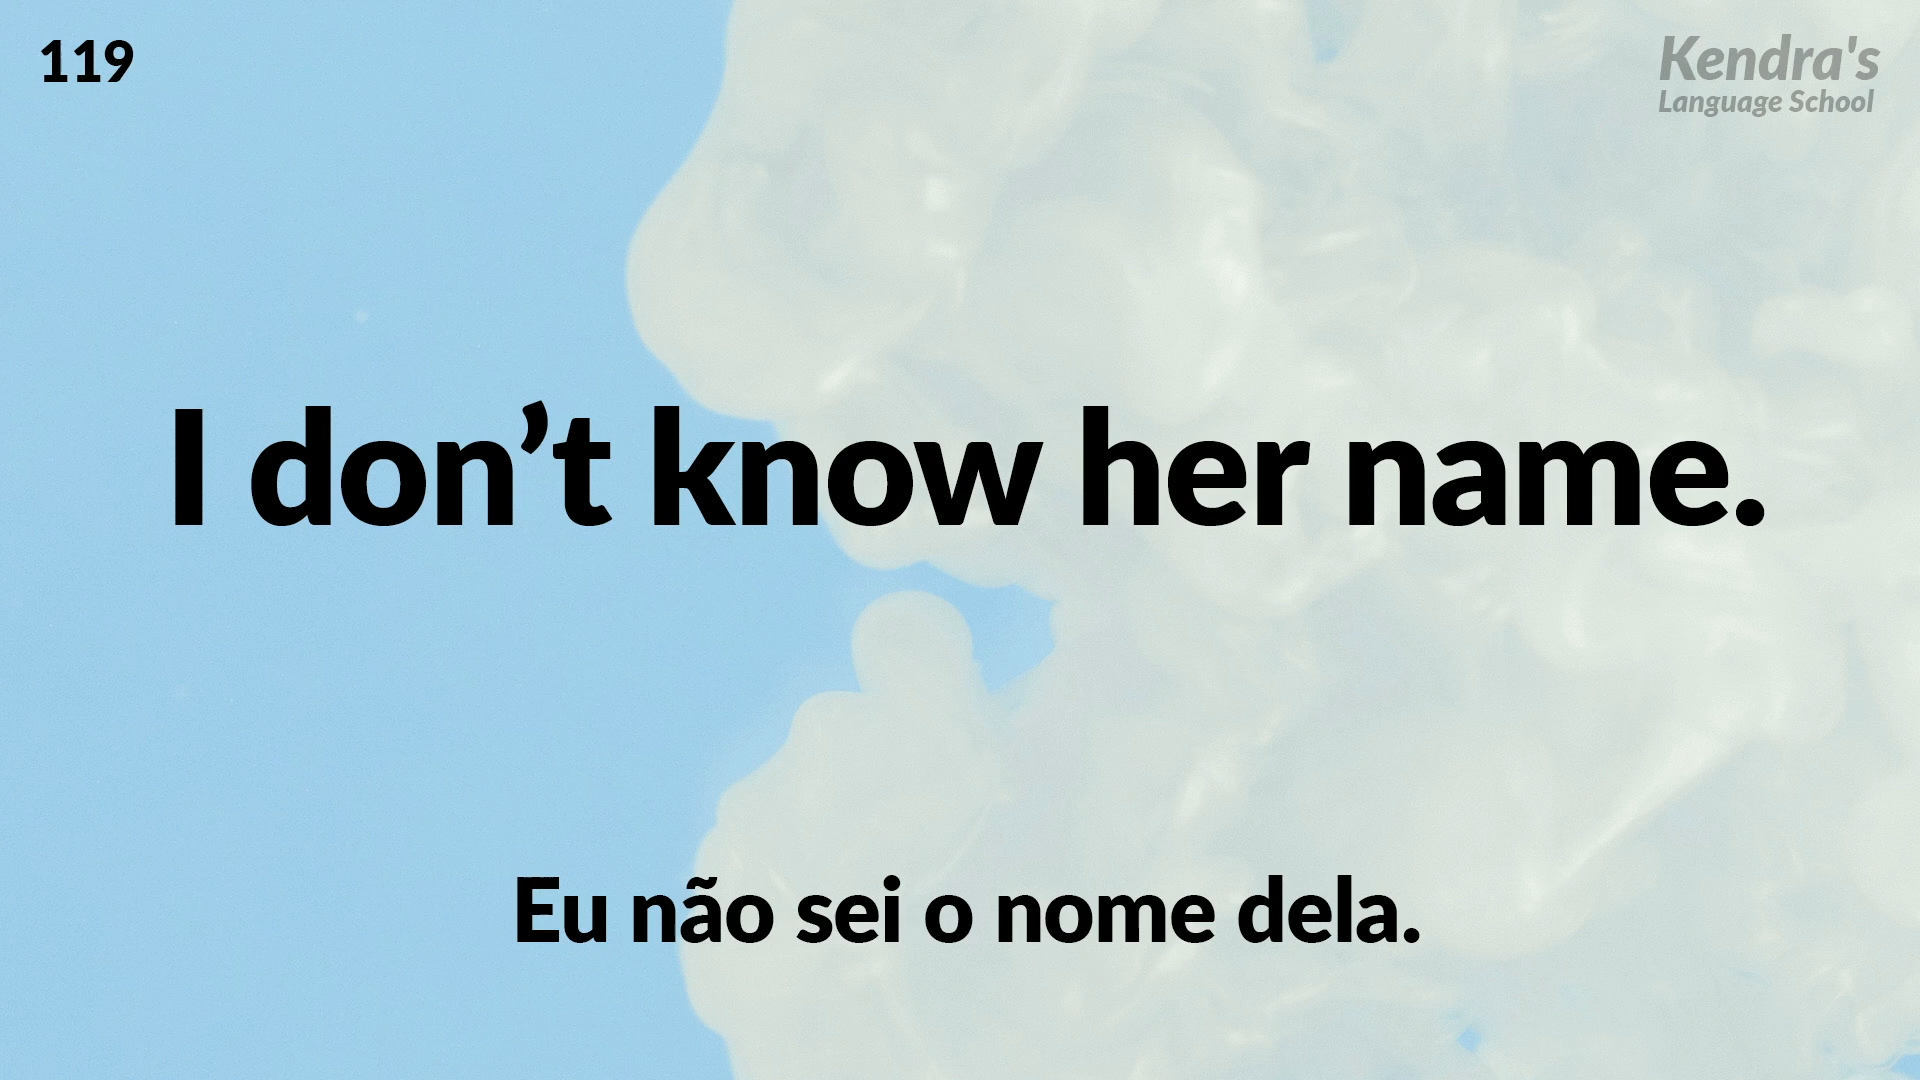 119
Kendra's
Language School
I don’t know her name.
Eu não sei o nome dela.